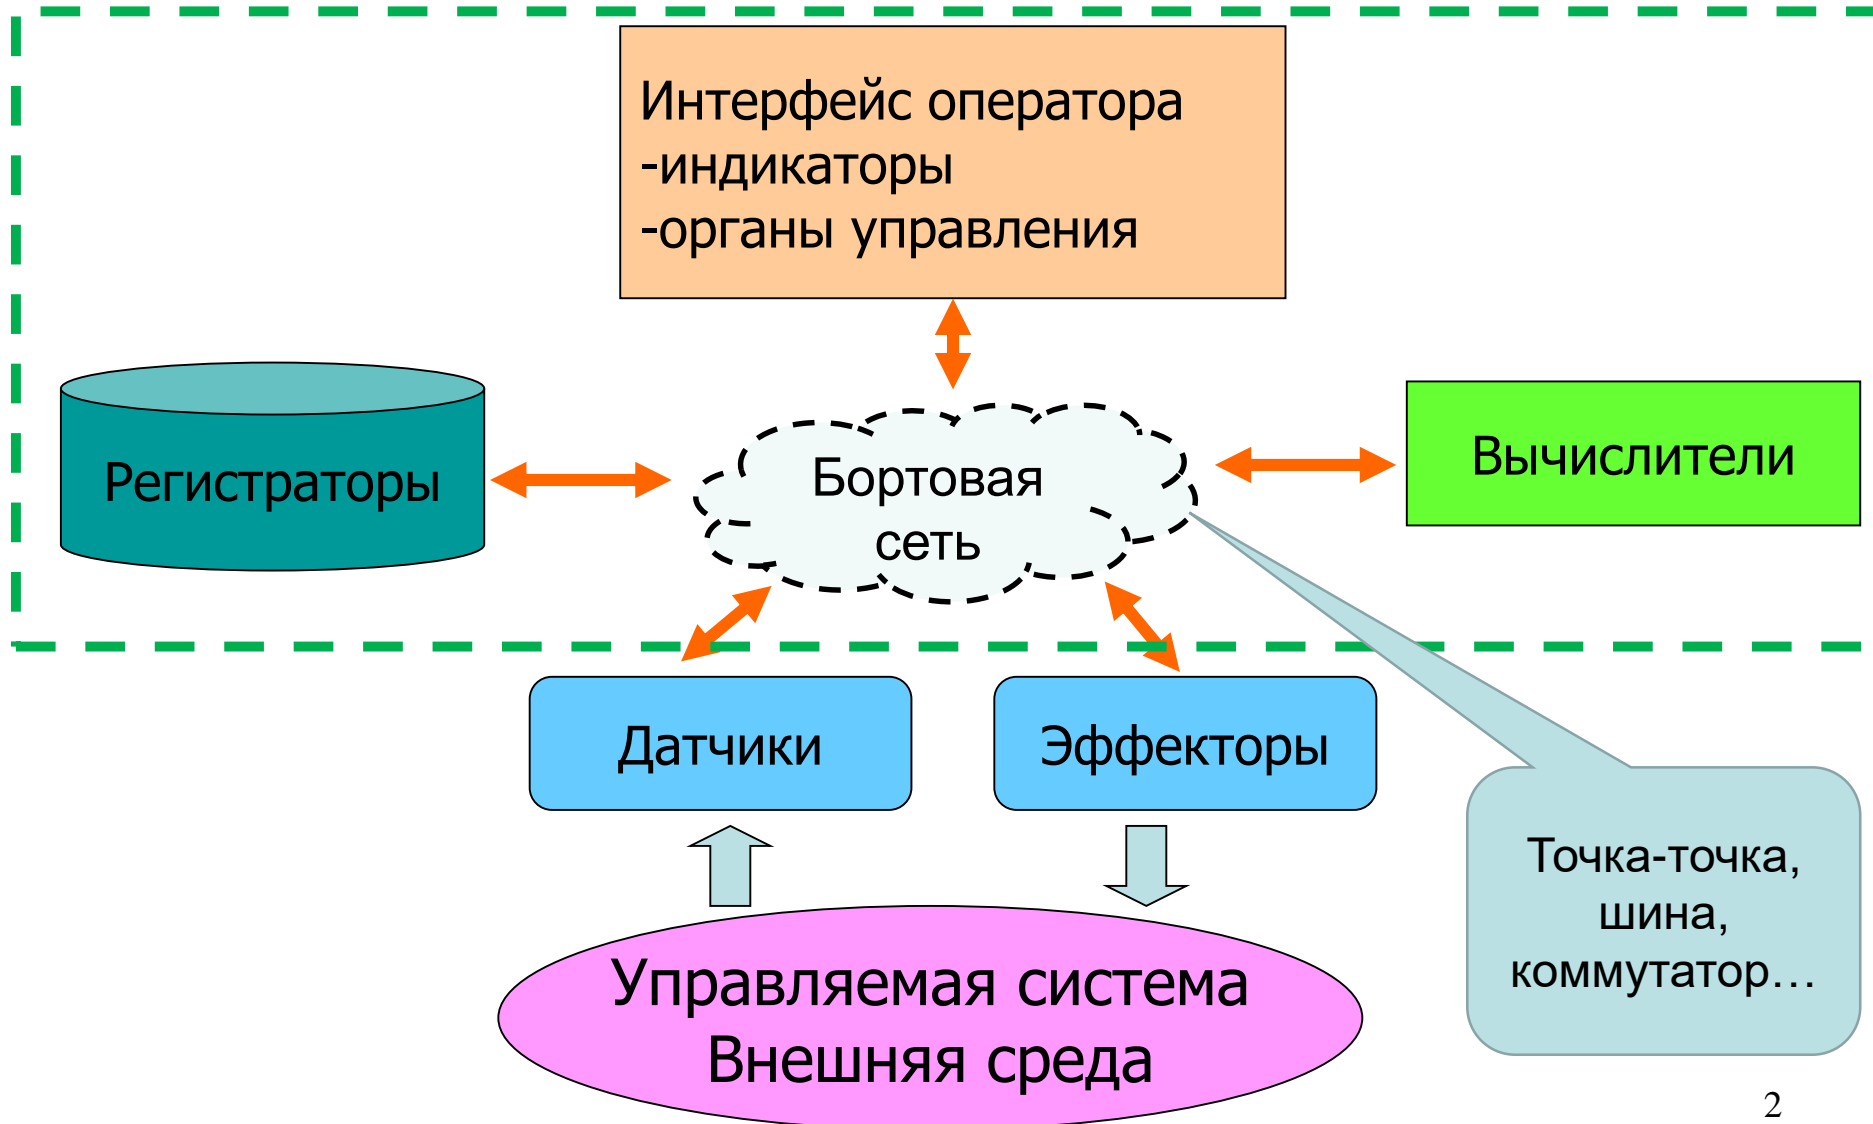 Интерфейс оператора
-индикаторы
-органы управления
Регистраторы
Бортовая
сеть
Вычислители
Датчики
Эффекторы
Точка-точка,
шина,
коммутатор…
Управляемая система
Внешняя среда
2